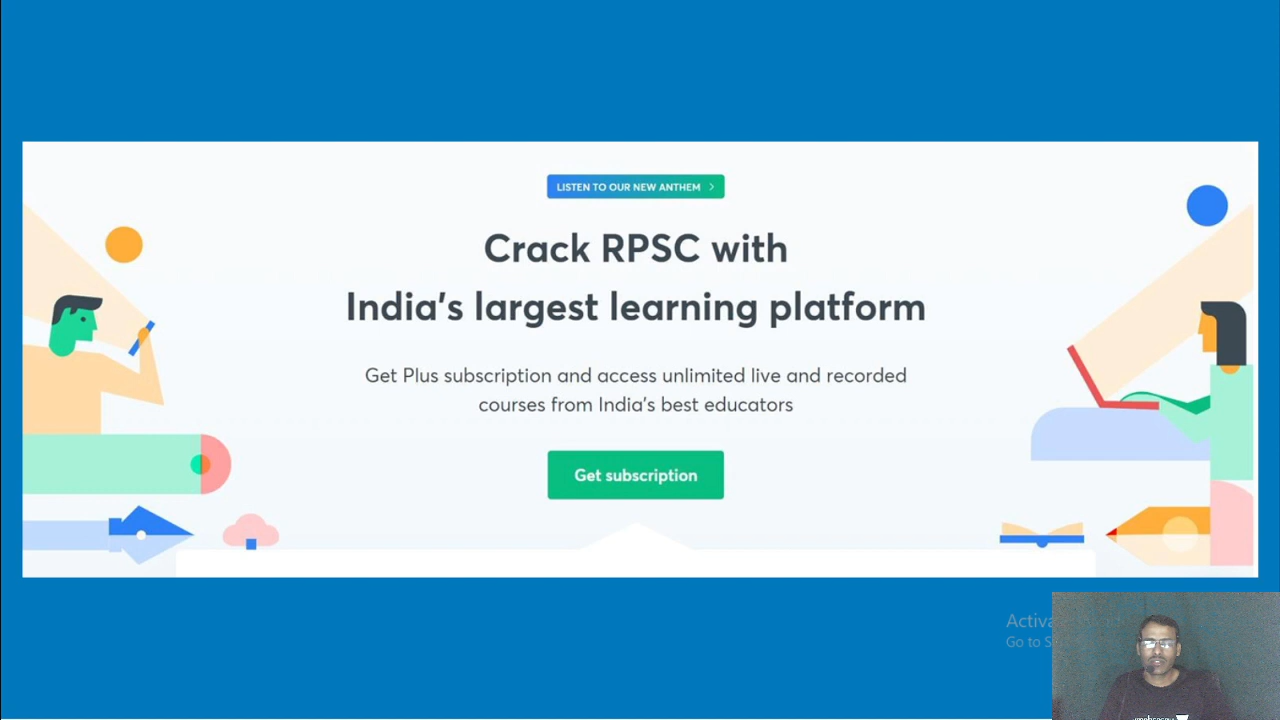 LISTEN TO OUR NEW ANTHEM
Crack RPSC with
India's largest learning platform
Get Plus subscription and access unlimited live and recorded
courses from India's best educators
Get subscription